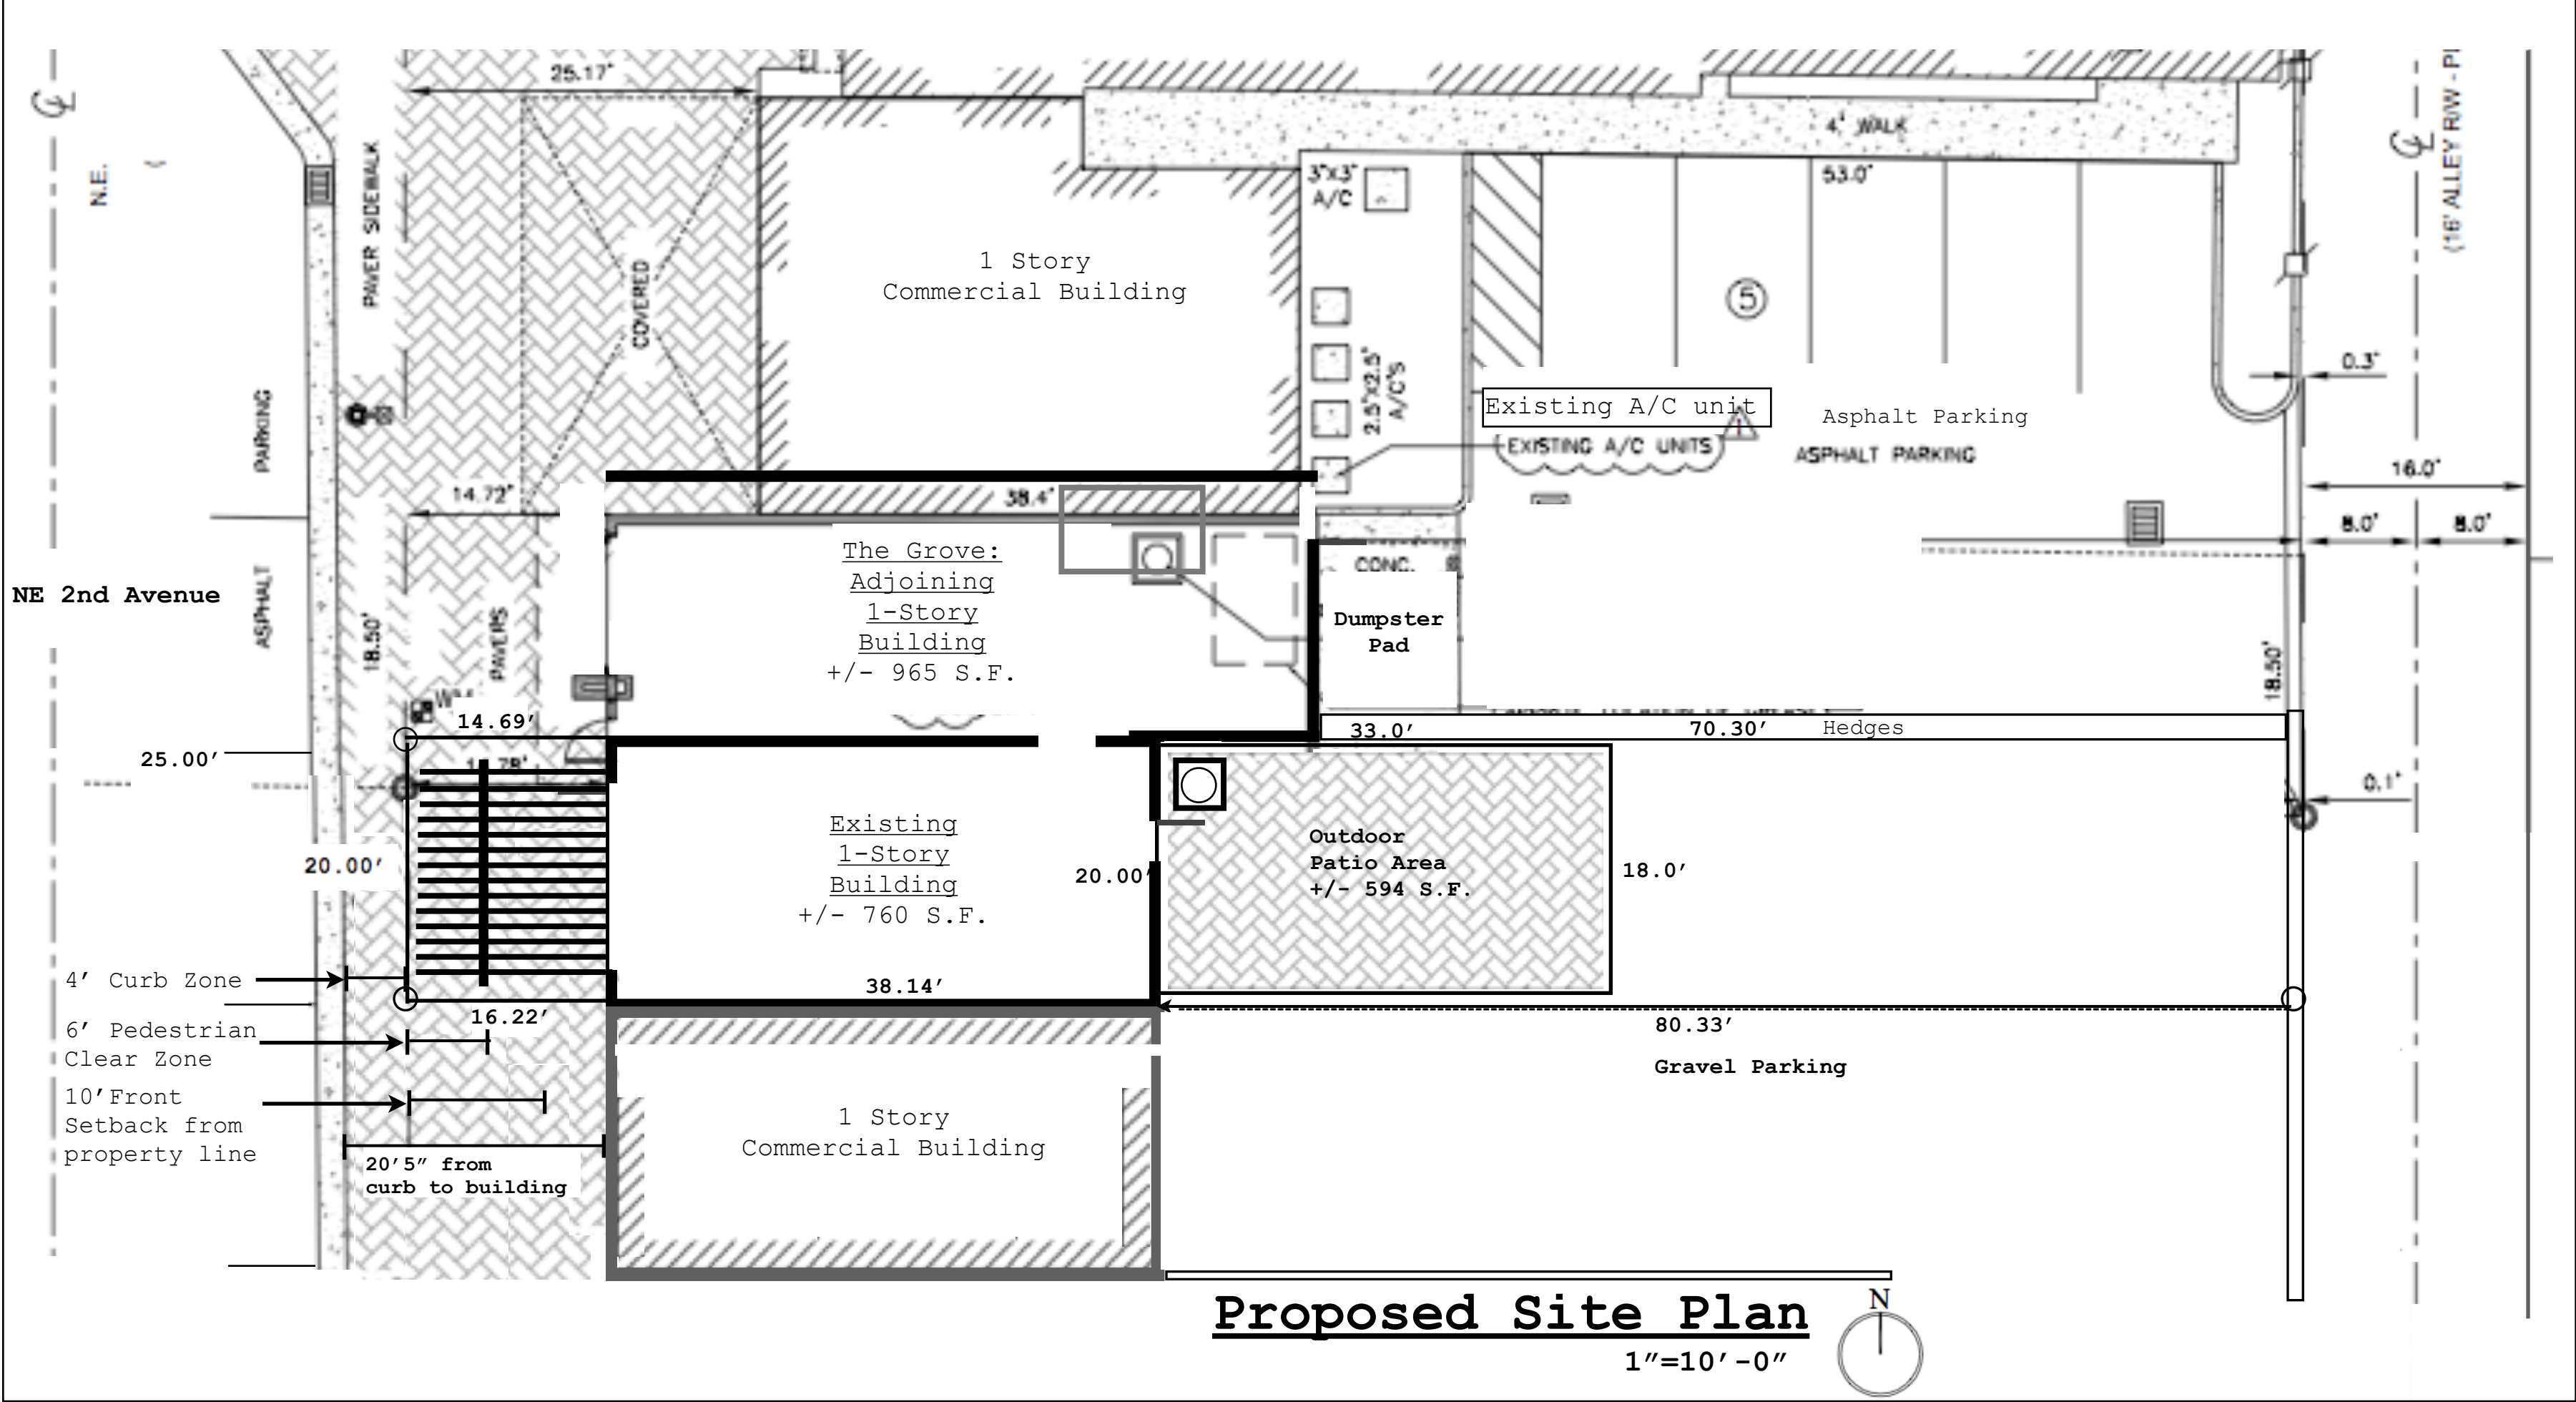 25.17'
4' WALK
53.0'
3"X3"
A/C
N.E.
PAVER SIDEWALK
COVERED
(16' ALLEY R/W - 
1 Story
Commercial Building
5
2.5"X2.5"
A/C'S
0.3'
Existing A/C unit
Asphalt Parking
EXISTING A/C UNITS
ASPHALT PARKING
PARKING
16.0'
14.72'
38.4'
8.0'
8.0'
The Grove:
Adjoining
1-Story
Building
+/- 965 S.F.
CONC.
NE 2nd Avenue
ASPHALT
18.50'
PAVERS
Dumpster
Pad
18.50'
14.69'
33.0'
70.30'
Hedges
25.00'
0.1'
Existing
1-Story
Building
+/- 760 S.F.
20.00'
20.00'
Outdoor
Patio Area
+/- 594 S.F.
18.0'
4' Curb Zone
38.14'
16.22'
80.33'
6' Pedestrian
Clear Zone
Gravel Parking
10'Front
Setback from
property line
1 Story
Commercial Building
20'5" from
curb to building
Proposed Site Plan
N
1"=10'-0"